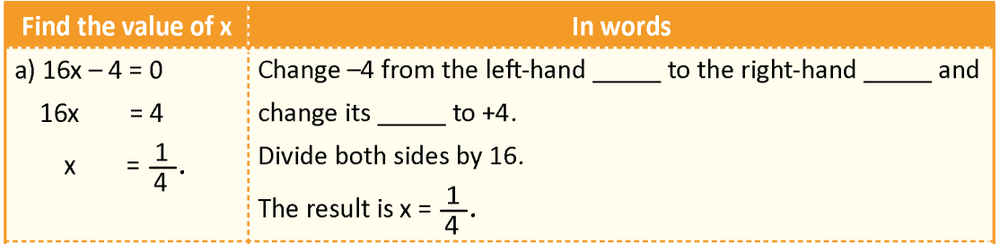 Find the value of x
In words
a) 16x – 4 = 0
16x = 4
x = 1/4.
Change –4 from the left-hand _____ to the right-hand _____ and
change its _____ to +4.
Divide both sides by 16.
The result is x = 1/4.